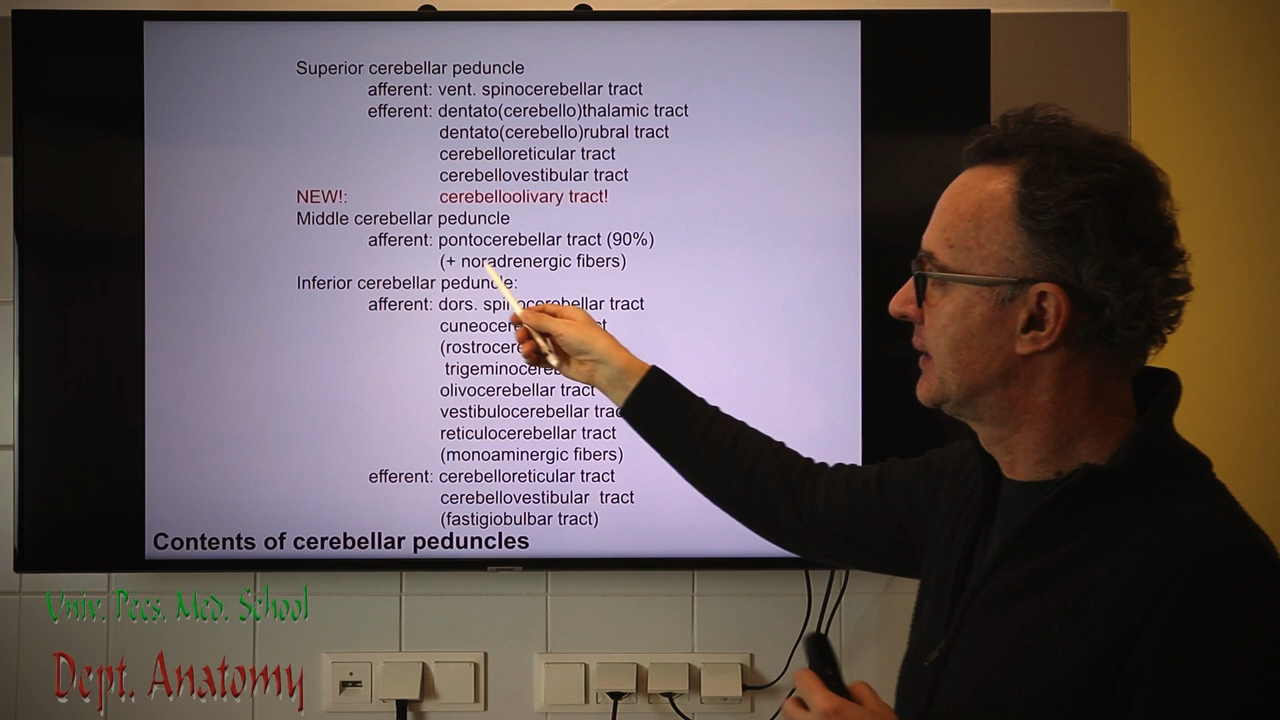 Superior cerebellar peduncle
afferent: vent. spinocerebellar tract
efferent: dentato(cerebello)thalamic tract
dentato(cerebello)rubral tract
cerebelloreticular tract
cerebellovestibular tract
NEW!: cerebelloolivary tract!
Middle cerebellar peduncle
afferent: pontocerebellar tract (90%)
(+ noradrenergic fibers)
Inferior cerebellar peduncle:
afferent: dors. spinocerebellar tract
olivocerebellar tract
vestibulocerebellar
reticulocerebellar tract
(monoaminergic fibers)
efferent: cerebelloreticular tract
cerebellovestibular tract
(fastigiobulbar tract)
Contents of cerebellar peduncles
Univ. Pecs. Med. School
Dept. Anatomy